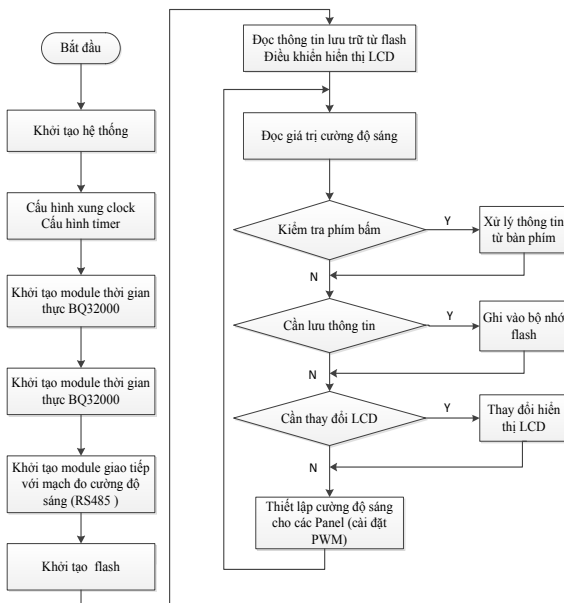 Bắt đầu
Khởi tạo hệ thống
Cấu hình xung clock
Cấu hình timer
Khởi tạo module thời gian
thực BQ32000
Khởi tạo module thời gian
thực BQ32000
Khởi tạo module giao tiếp
với mạch đo cường độ
sáng (RS485 )
Khởi tạo flash
Đọc thông tin lưu trữ từ flash
Điều khiển hiển thị LCD
Đọc giá trị cường độ sáng
Kiểm tra phím bấm
Y
Xử lý thông tin
từ bàn phím
N
Cần lưu thông tin
Y
Ghi vào bộ nhớ
flash
N
Cần thay đổi LCD
Y
Thay đổi hiển
thị LCD
N
Thiết lập cường độ sáng
cho các Panel (cài đặt
PWM)